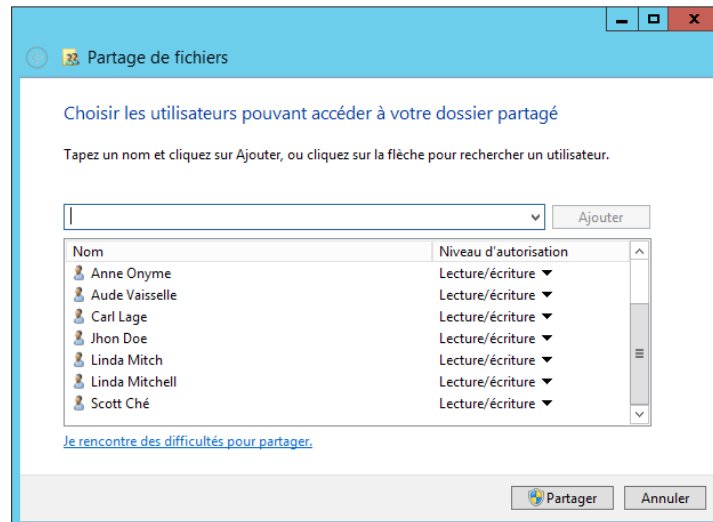 Partage de fichiers
Choisir les utilisateurs pouvant accéder à votre dossier partagé
Tapez un nom et cliquez sur Ajouter, ou cliquez sur la flèche pour rechercher un utilisateur.
Ajouter
Nom Niveau d'autorisation
Anne Onyme Lecture/écriture
Aude Vaisselle Lecture/écriture
Carl Lage Lecture/écriture
Jhon Doe Lecture/écriture
Linda Mitch Lecture/écriture
Linda Mitchell Lecture/écriture
Scott Ché Lecture/écriture
Je rencontre des difficultés pour partager.
Partager Annuler